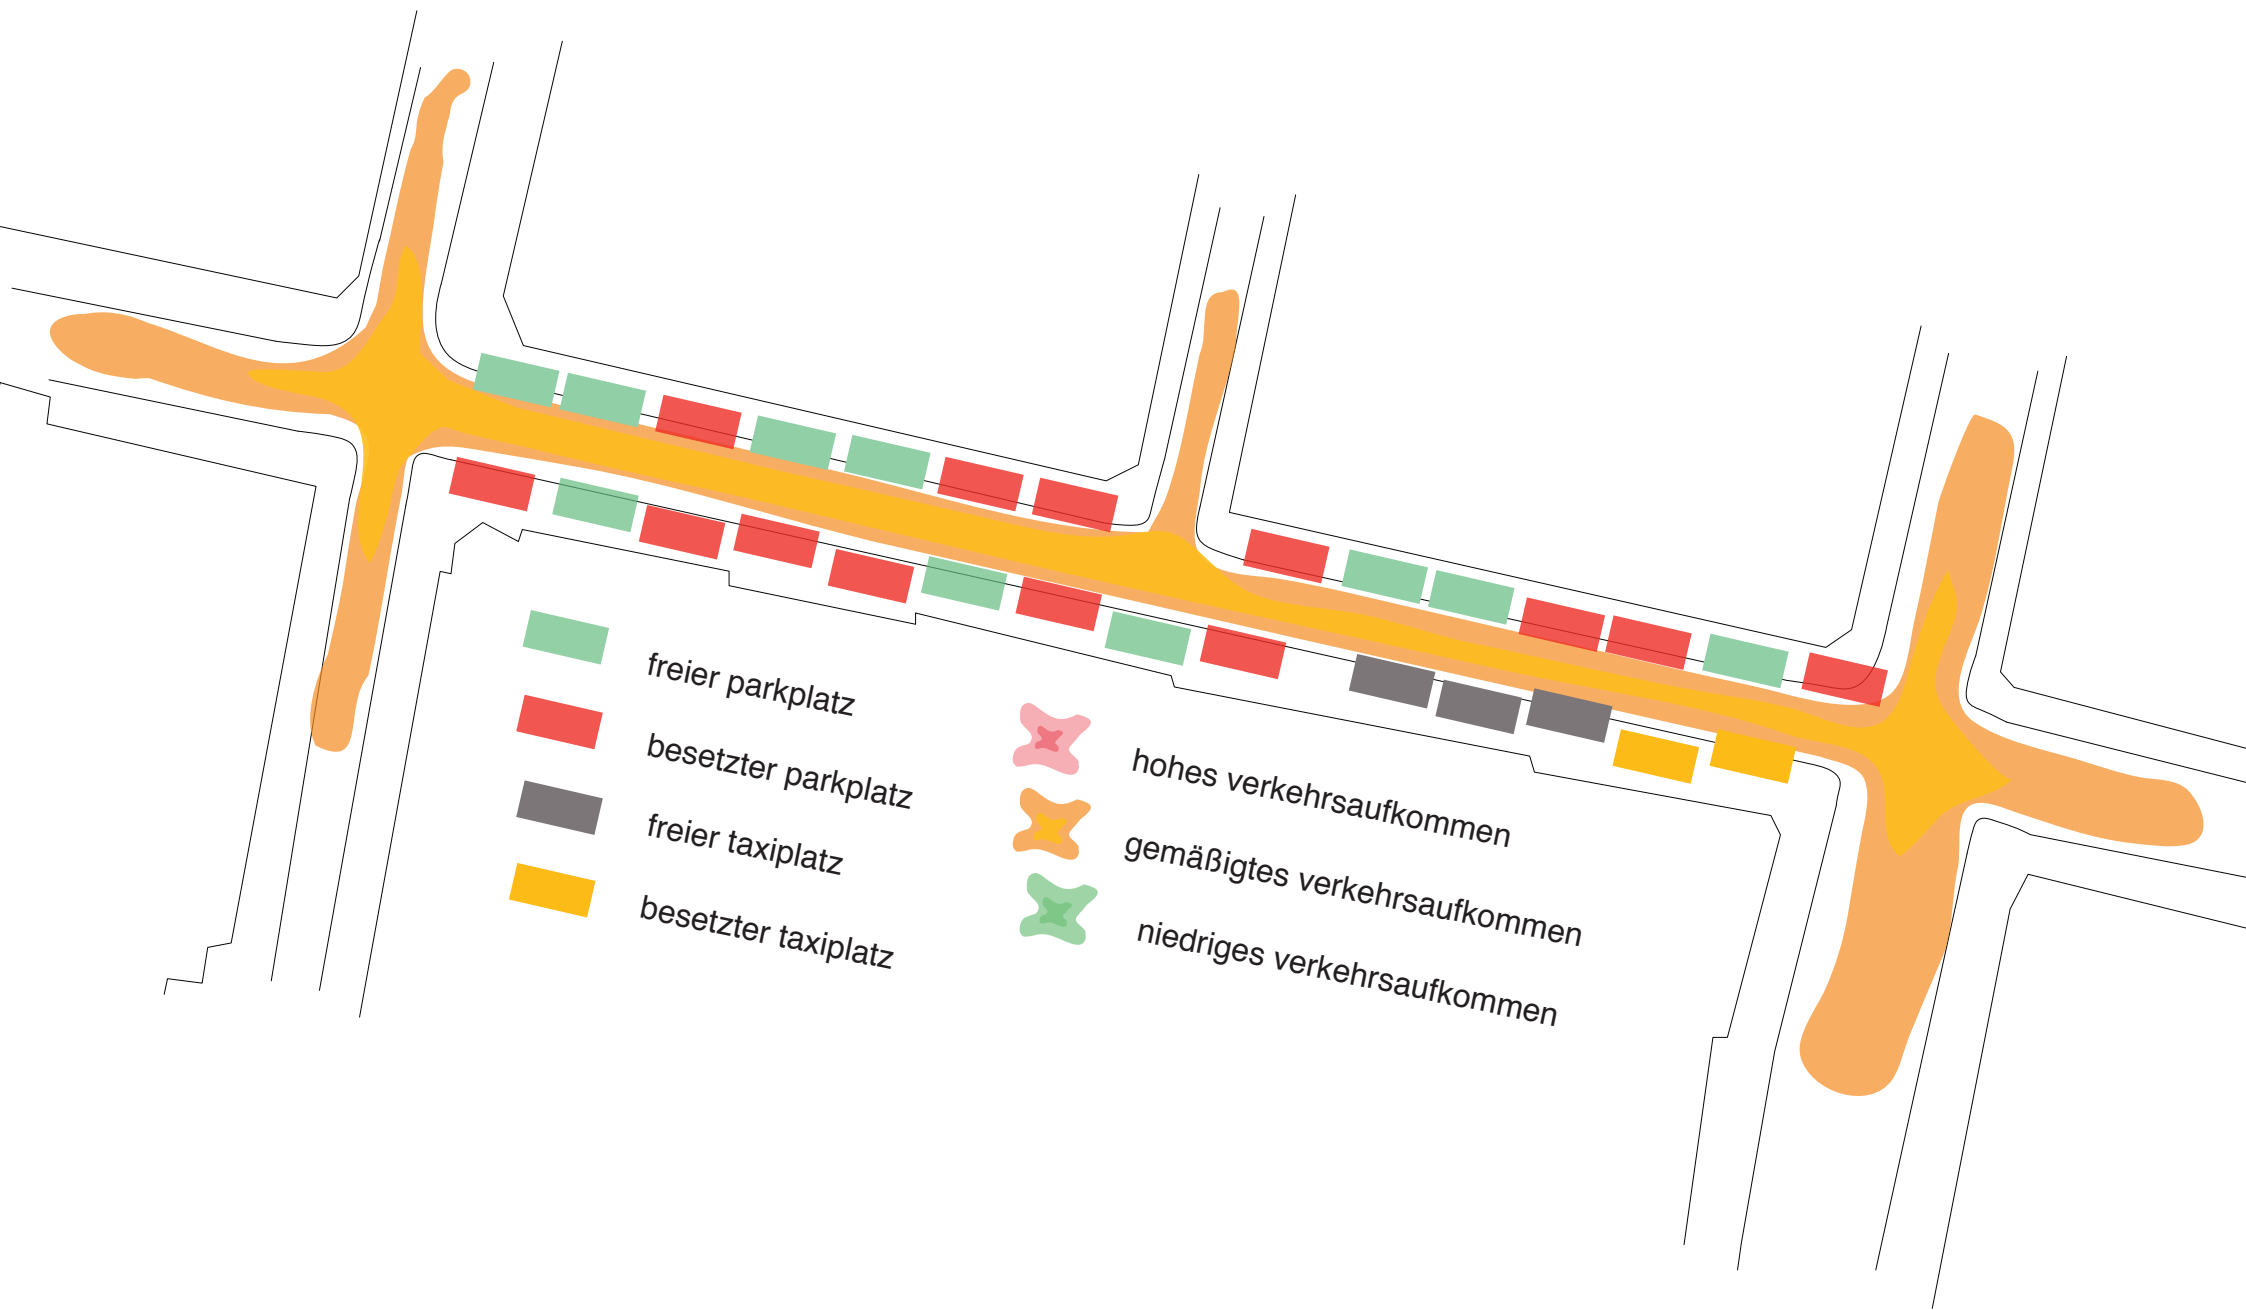 freier parkplatz
besetzter parkplatz
freier taxiplatz
besetzter taxiplatz
hohes verkehrsaufkommen
gemäßigtes verkehrsaufkommen
niedriges verkehrsaufkommen